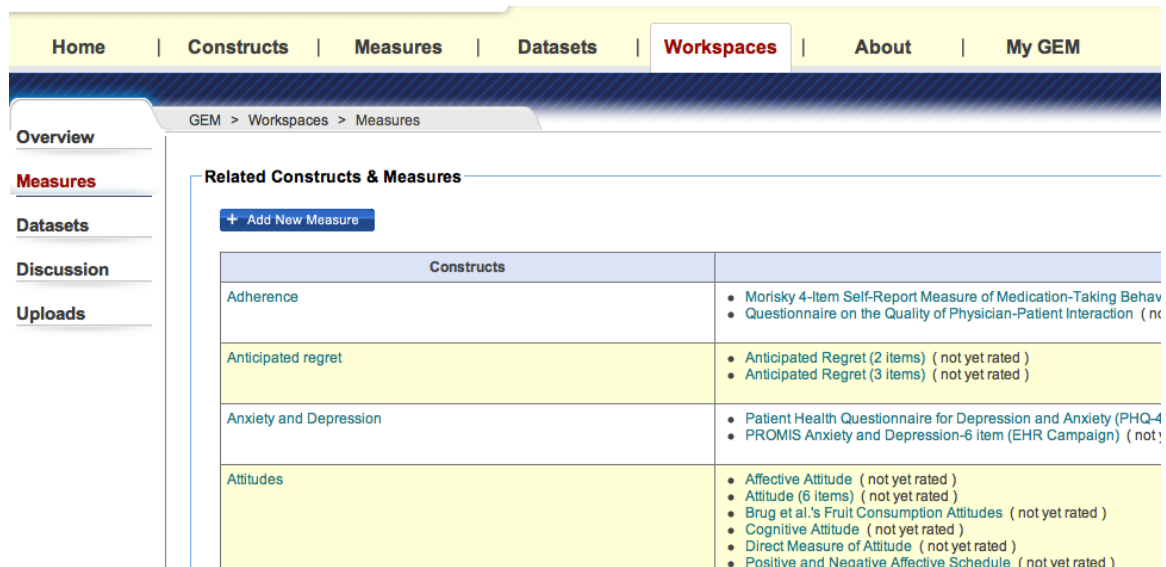 Home | Constructs | Measures | Datasets | Workspaces | About | My GEM
GEM > Workspaces > Measures
Overview
Measures
Datasets
Discussion
Uploads
Related Constructs & Measures
+ Add New Measure
Constructs
Adherence
• Morisky 4-Item Self-Report Measure of Medication-Taking Behav
• Questionnaire on the Quality of Physician-Patient Interaction ( no
Anticipated regret
• Anticipated Regret (2 items) ( not yet rated )
• Anticipated Regret (3 items) ( not yet rated )
Anxiety and Depression
• Patient Health Questionnaire for Depression and Anxiety (PHQ-4
• PROMIS Anxiety and Depression-6 item (EHR Campaign) ( not
Attitudes
• Affective Attitude ( not yet rated )
• Attitude (6 items) ( not yet rated )
• Brug et al.'s Fruit Consumption Attitudes ( not yet rated )
• Cognitive Attitude ( not yet rated )
• Direct Measure of Attitude ( not yet rated )
• Positive and Negative Affective Schedule ( not yet rated )